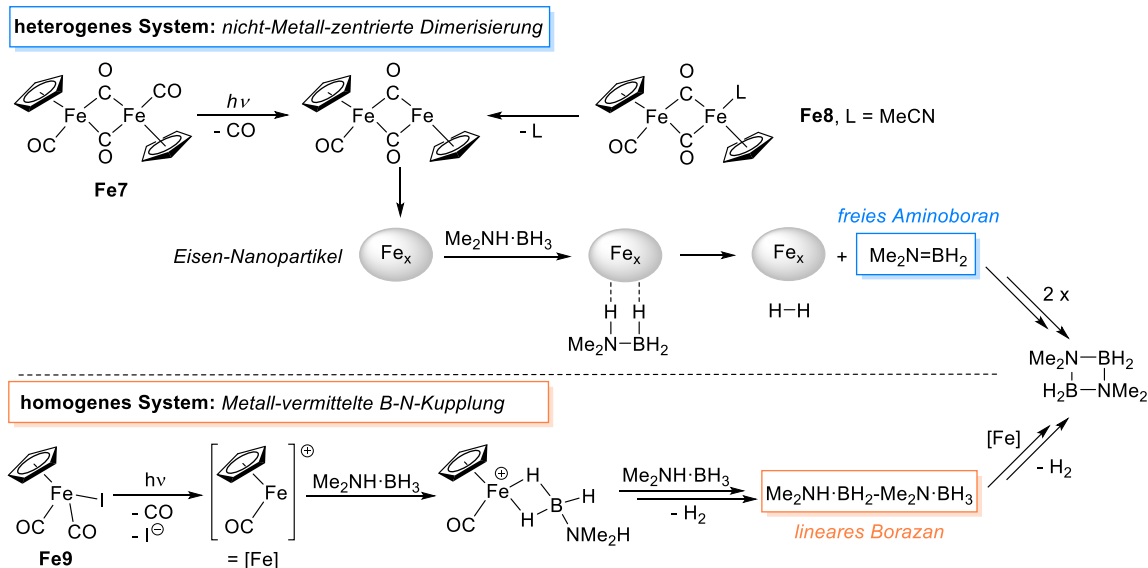 heterogenes System: nicht-Metall-zentrierte Dimerisierung
O
C
Fe
Fe
CO
OC
C
O
Fe7
hν
- CO
O
C
Fe
Fe
OC
C
O
- L
O
C
L
Fe
Fe
OC
C
O
Fe8, L = MeCN
Eisen-Nanopartikel
Fex
Me2NH·BH3
Fex
H
H
Me2N–BH2
Fex
H–H
+
freies Aminoboran
Me2N=BH2
2 x
Me2N–BH2
H2B–NMe2
homogenes System: Metall-vermittelte B-N-Kupplung
Fe
I
OC
CO
Fe9
hν
- CO
- I⊖
Fe
OC
⊕
= [Fe]
Me2NH·BH3
⊕
Fe
OC
H
H
B
H
NMe2H
Me2NH·BH3
- H2
Me2NH·BH2-Me2N·BH3
lineares Borazan
[Fe]
- H2